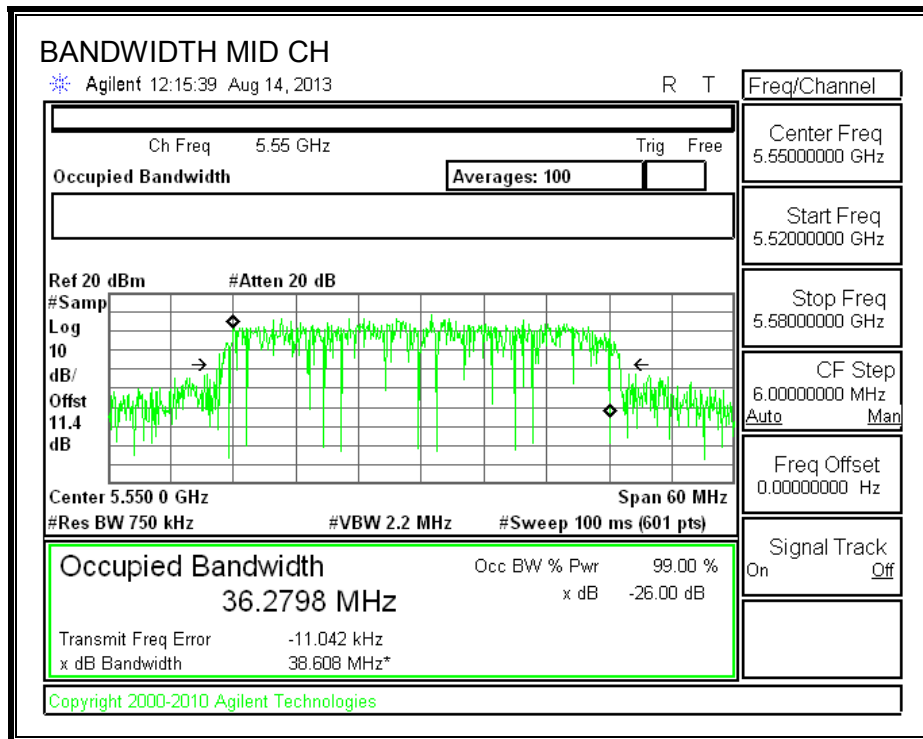 BANDWIDTH MID CH
Agilent 12:15:39 Aug 14, 2013 R T
Freq/Channel
Ch Freq 5.55 GHz Trig Free
Occupied Bandwidth Averages: 100
Center Freq
5.55000000 GHz
Start Freq
5.52000000 GHz
Stop Freq
5.58000000 GHz
CF Step
6.00000000 MHz
Auto Man
Freq Offset
0.00000000 Hz
Signal Track
On Off
Ref 20 dBm #Atten 20 dB
#Samp
Log
10
dB/
Offst
11.4
dB
Center 5.550 0 GHz Span 60 MHz
#Res BW 750 kHz #VBW 2.2 MHz #Sweep 100 ms (601 pts)
Occupied Bandwidth Occ BW % Pwr 99.00 %
36.2798 MHz x dB -26.00 dB
Transmit Freq Error -11.042 kHz
x dB Bandwidth 38.608 MHz*
Copyright 2000-2010 Agilent Technologies